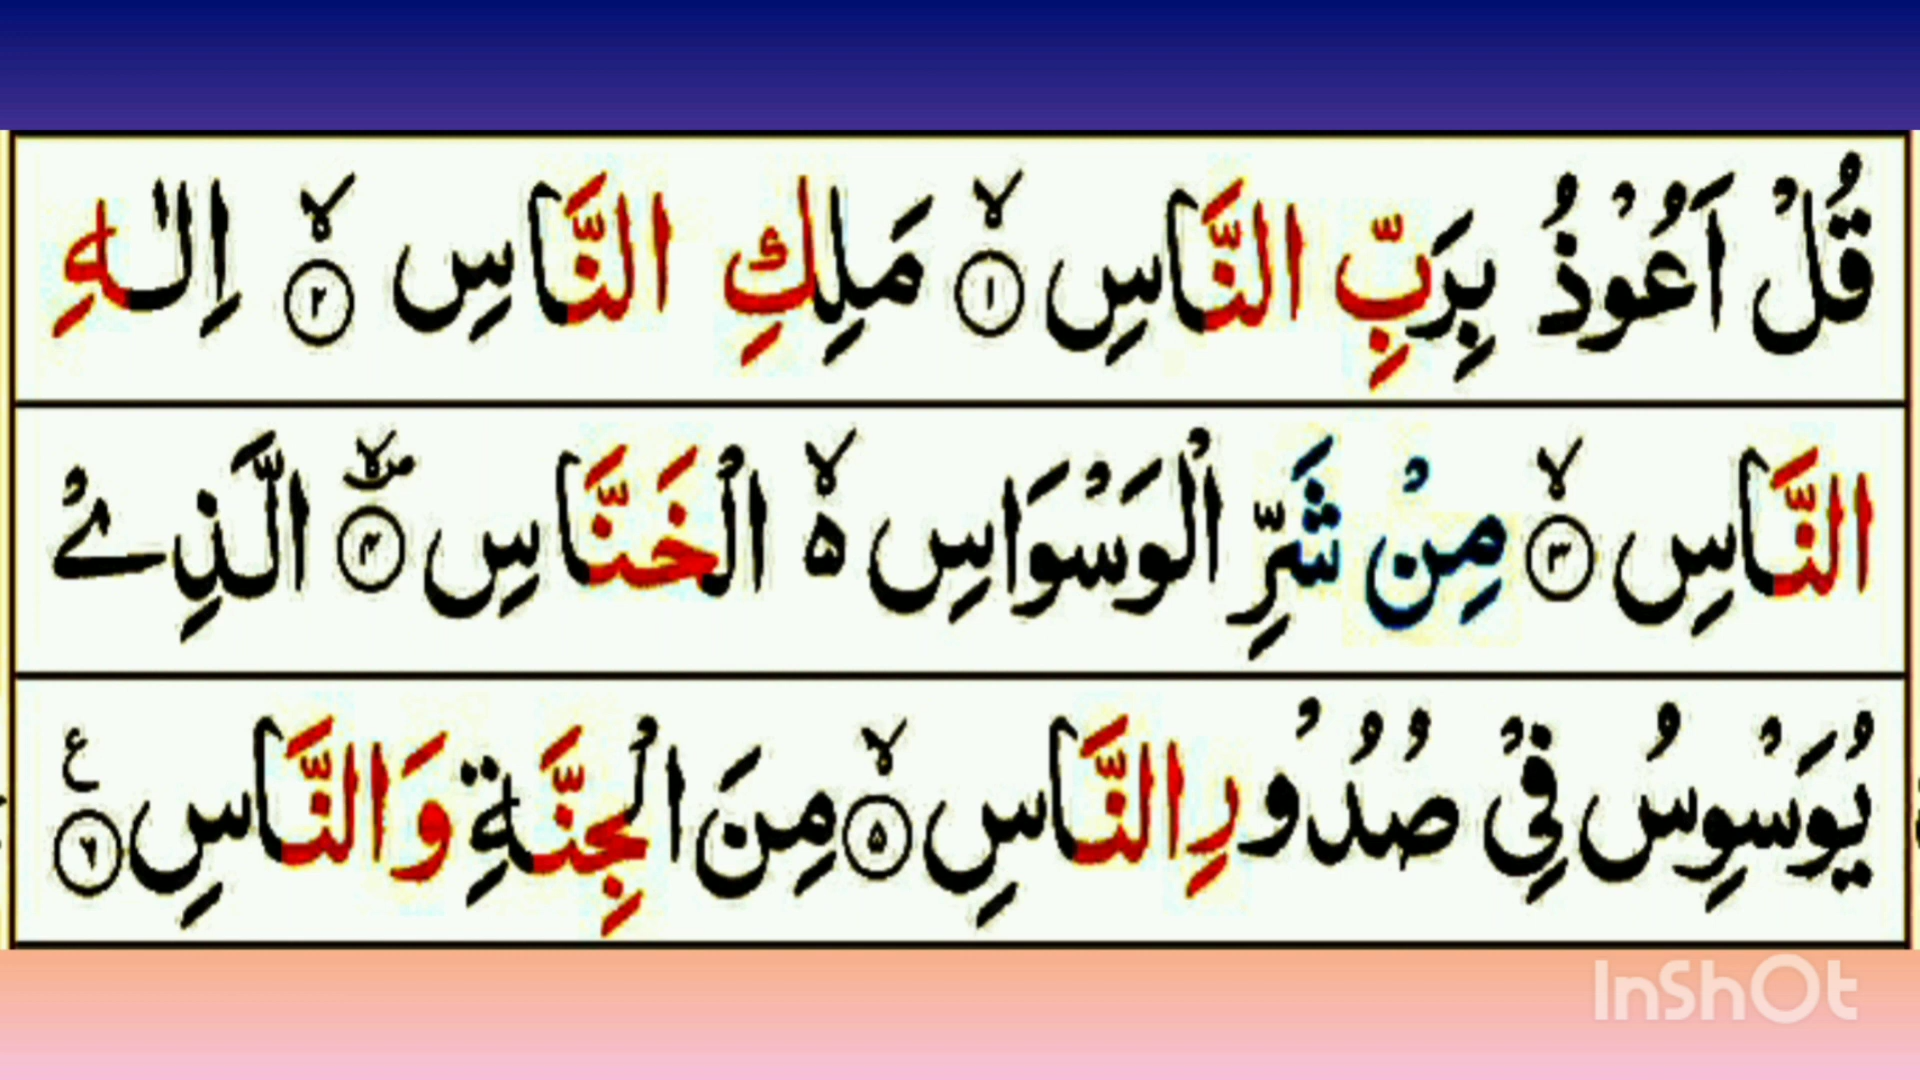 قُلْ اَعُوْذُ بِرَبِّ النَّاسِ ۙ‏ ﴿۱﴾ مَلِكِ النَّاسِ ۙ‏ ﴿۲﴾ اِلٰهِ
النَّاسِ ۙ‏ ﴿۳﴾ مِنْ شَرِّ الْوَسْوَاسِ ۙ۬ الْخَنَّاسِ ۪ۙ‏ ﴿۴﴾ الَّذِىْ
يُوَسْوِسُ فِىْ صُدُوْرِ النَّاسِ ۙ‏ ﴿۵﴾ مِنَ الْجِنَّةِ وَالنَّاسِ ع ﴿۶﴾
InShOt